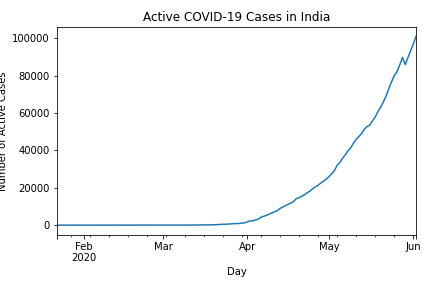 Active COVID-19 Cases in India
100000
80000
60000
40000
20000
0
Number of Active Cases
Feb
2020
Mar
Apr
May
Jun
Day